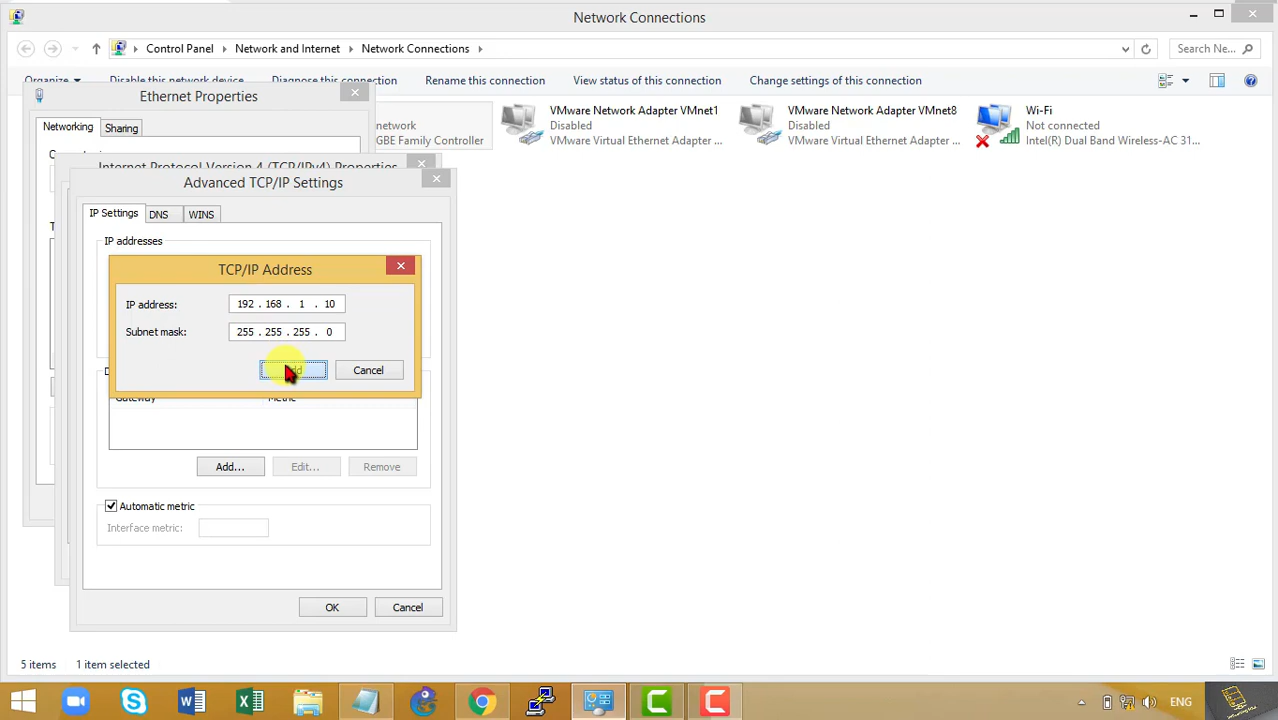 Network Connections
Control Panel
Network and Internet
Network Connections
Search Ne...
Organize
Disable this network device
Diagnose this connection
Rename this connection
View status of this connection
Change settings of this connection
network
GBE Family Controller
VMware Network Adapter VMnet1
Disabled
VMware Virtual Ethernet Adapter ...
VMware Network Adapter VMnet8
Disabled
VMware Virtual Ethernet Adapter ...
Wi-Fi
Not connected
Intel(R) Dual Band Wireless-AC 31...
Ethernet Properties
Networking
Sharing
Internet Protocol Version 4 (TCP/IPv4) Properties
Advanced TCP/IP Settings
IP Settings
DNS
WINS
IP addresses
TCP/IP Address
IP address:
192 . 168 . 1 . 10
Subnet mask:
255 . 255 . 255 . 0
Cancel
Gateway
Metric
Add...
Edit...
Remove
Automatic metric
Interface metric:
OK
Cancel
5 items
1 item selected
ENG